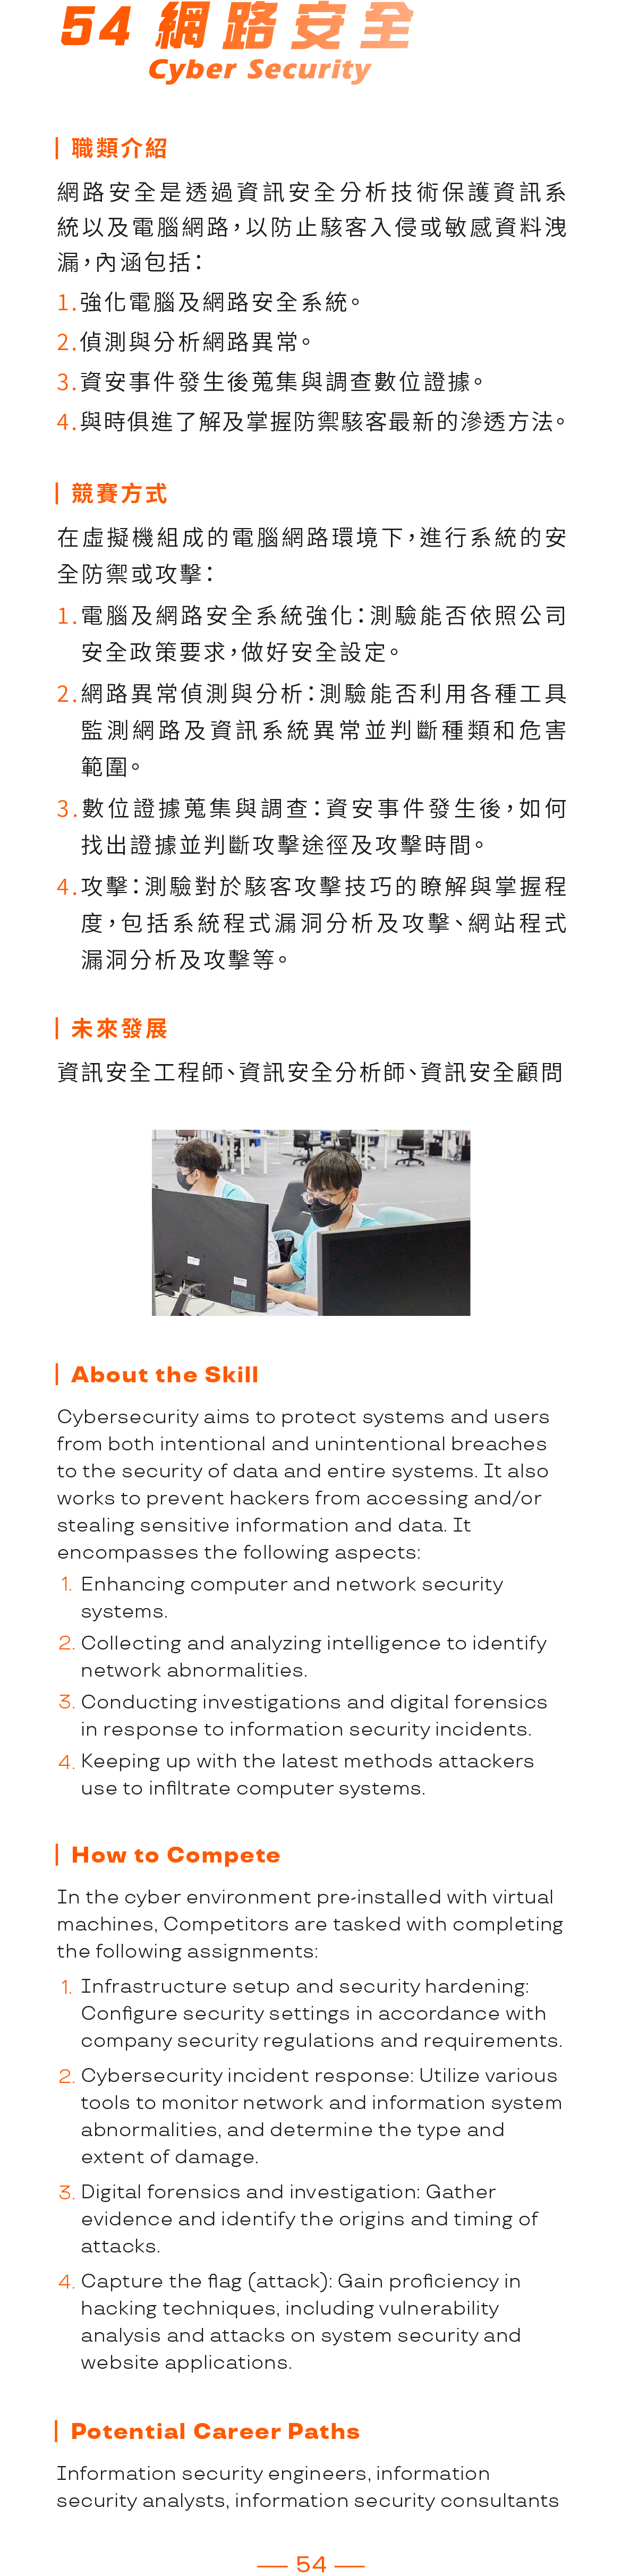 54 網路安全
Cyber Security
職類介紹
網路安全是透過資訊安全分析技術保護資訊系
統以及電腦網路，以防止駭客入侵或敏感資料洩
漏，內涵包括：
1.強化電腦及網路安全系統。
2.偵測與分析網路異常。
3.資安事件發生後蒐集與調查數位證據。
4.與時俱進了解及掌握防禦駭客最新的滲透方法。
競賽方式
在虛擬機組成的電腦網路環境下，進行系統的安
全防禦或攻擊：
1.電腦及網路安全系統強化：測驗能否依照公司
安全政策要求，做好安全設定。
2.網路異常偵測與分析：測驗能否利用各種工具
監測網路及資訊系統異常並判斷種類和危害
範圍。
3.數位證據蒐集與調查：資安事件發生後，如何
找出證據並判斷攻擊途徑及攻擊時間。
4.攻擊：測驗對於駭客攻擊技巧的瞭解與掌握程
度，包括系統程式漏洞分析及攻擊、網站程式
漏洞分析及攻擊等。
未來發展
資訊安全工程師、資訊安全分析師、資訊安全顧問
About the Skill
Cybersecurity aims to protect systems and users
from both intentional and unintentional breaches
to the security of data and entire systems. It also
works to prevent hackers from accessing and/or
stealing sensitive information and data. It
encompasses the following aspects:
1. Enhancing computer and network security
systems.
2. Collecting and analyzing intelligence to identify
network abnormalities.
3. Conducting investigations and digital forensics
in response to information security incidents.
4. Keeping up with the latest methods attackers
use to infiltrate computer systems.
How to Compete
In the cyber environment pre-installed with virtual
machines, Competitors are tasked with completing
the following assignments:
1. Infrastructure setup and security hardening:
Configure security settings in accordance with
company security regulations and requirements.
2. Cybersecurity incident response: Utilize various
tools to monitor network and information system
abnormalities, and determine the type and
extent of damage.
3. Digital forensics and investigation: Gather
evidence and identify the origins and timing of
attacks.
4. Capture the flag (attack): Gain proficiency in
hacking techniques, including vulnerability
analysis and attacks on system security and
website applications.
Potential Career Paths
Information security engineers, information
security analysts, information security consultants
— 54 —